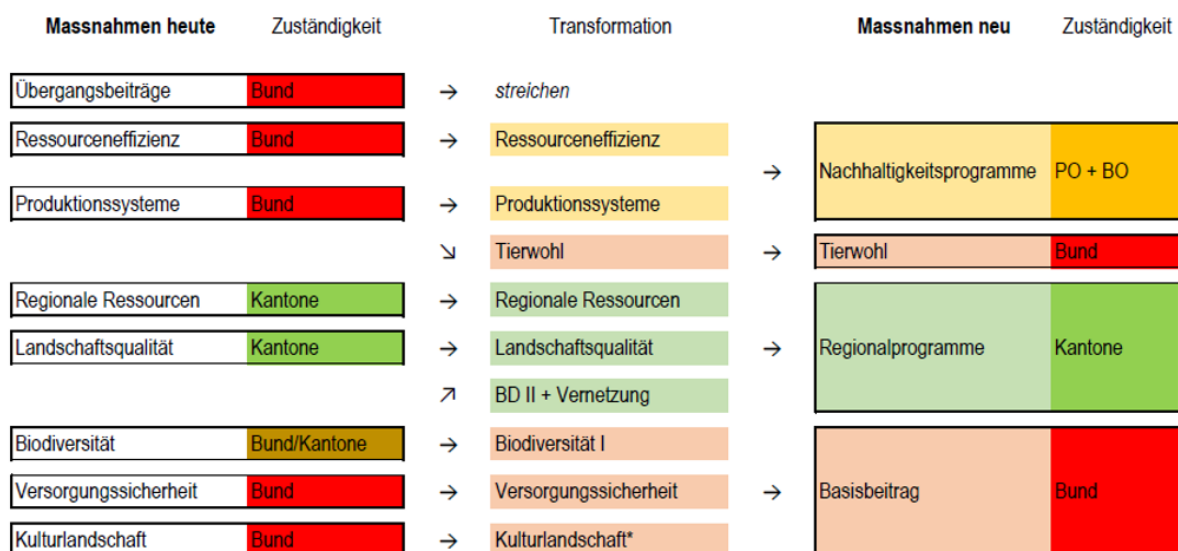 Massnahmen heute Zuständigkeit Transformation Massnahmen neu Zuständigkeit
Übergangsbeiträge Bund → streichen
Ressourceneffizienz Bund → Ressourceneffizienz
→ Nachhaltigkeitsprogramme PO + BO
Produktionssysteme Bund → Produktionssysteme
↘ Tierwohl → Tierwohl Bund
Regionale Ressourcen Kantone → Regionale Ressourcen
Landschaftsqualität Kantone → Landschaftsqualität → Regionalprogramme Kantone
↗ BD II + Vernetzung
Biodiversität Bund/Kantone → Biodiversität I
Versorgungssicherheit Bund → Versorgungssicherheit → Basisbeitrag Bund
Kulturlandschaft Bund → Kulturlandschaft*